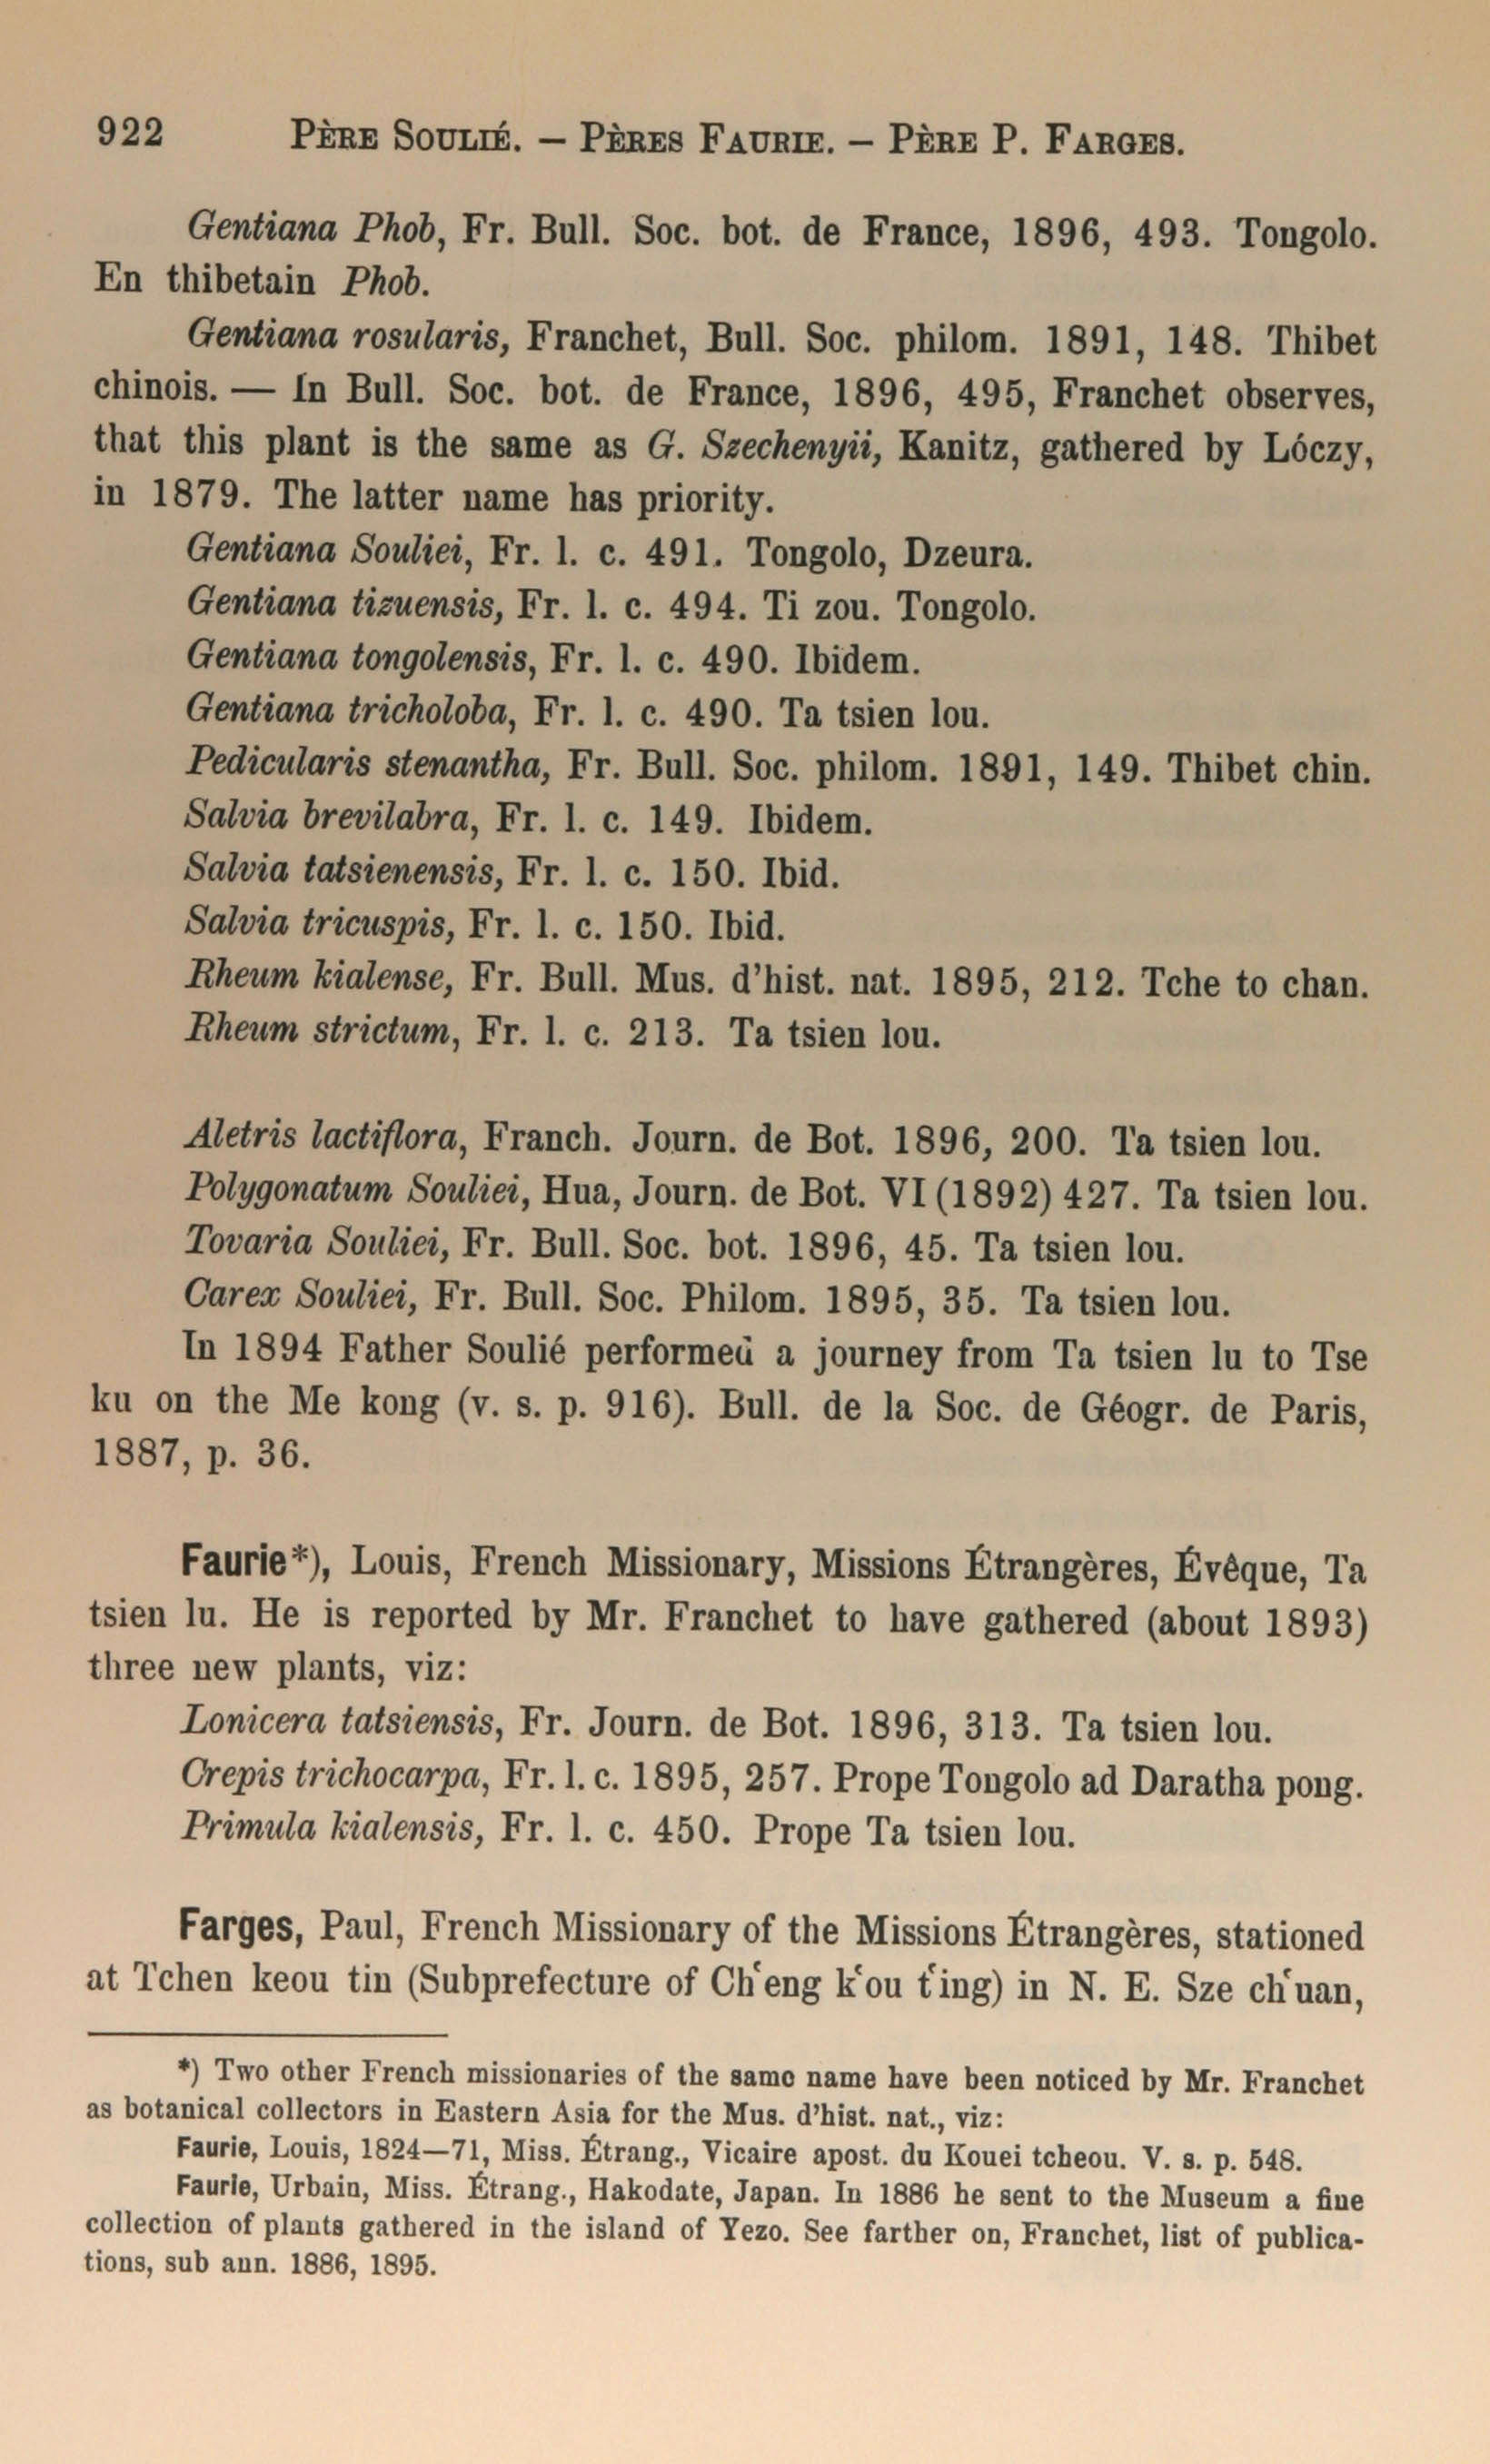 922 PÈRE SOULIÉ. — PÈRES FAURIE. — PÈRE P. FARGES.
Gentiana Phob, Fr. Bull. Soc. bot. de France, 1896, 493. Tongolo.
En thibetain Phob.
Gentiana rosularis, Franchet, Bull. Soc. philom. 1891, 148. Thibet
chinois. — In Bull. Soc. bot. de France, 1896, 495, Franchet observes,
that this plant is the same as G. Szechenyii, Kanitz, gathered by Lóczy,
in 1879. The latter name has priority.
Gentiana Souliei, Fr. l. c. 491. Tongolo, Dzeura.
Gentiana tizuensis, Fr. l. c. 494. Ti zou. Tongolo.
Gentiana tongolensis, Fr. l. c. 490. Ibidem.
Gentiana tricholoba, Fr. l. c. 490. Ta tsien lou.
Pedicularis stenantha, Fr. Bull. Soc. philom. 1891, 149. Thibet chin.
Salvia brevilabra, Fr. l. c. 149. Ibidem.
Salvia tatsienensis, Fr. l. c. 150. Ibid.
Salvia tricuspis, Fr. l. c. 150. Ibid.
Rheum kialense, Fr. Bull. Mus. d'hist. nat. 1895, 212. Tche to chan.
Rheum strictum, Fr. l. c. 213. Ta tsien lou.
Aletris lactiflora, Franch. Journ. de Bot. 1896, 200. Ta tsien lou.
Polygonatum Souliei, Hua, Journ. de Bot. VI (1892) 427. Ta tsien lou.
Tovaria Souliei, Fr. Bull. Soc. bot. 1896, 45. Ta tsien lou.
Carex Souliei, Fr. Bull. Soc. Philom. 1895, 35. Ta tsien lou.
In 1894 Father Soulié performed a journey from Ta tsien lu to Tse
ku on the Me kong (v. s. p. 916). Bull. de la Soc. de Géogr. de Paris,
1887, p. 36.
Faurie*), Louis, French Missionary, Missions Étrangères, Évêque, Ta
tsien lu. He is reported by Mr. Franchet to have gathered (about 1893)
three new plants, viz:
Lonicera tatsiensis, Fr. Journ. de Bot. 1896, 313. Ta tsien lou.
Crepis trichocarpa, Fr. l. c. 1895, 257. Prope Tongolo ad Daratha pong.
Primula kialensis, Fr. l. c. 450. Prope Ta tsien lou.
Farges, Paul, French Missionary of the Missions Étrangères, stationed
at Tchen keou tin (Subprefecture of Ch‘eng k‘ou t‘ing) in N. E. Sze ch‘uan,
*) Two other French missionaries of the same name have been noticed by Mr. Franchet
as botanical collectors in Eastern Asia for the Mus. d'hist. nat., viz:
Faurie, Louis, 1824—71, Miss. Étrang., Vicaire apost. du Kouei tcheou. V. s. p. 548.
Faurie, Urbain, Miss. Étrang., Hakodate, Japan. In 1886 he sent to the Museum a fine
collection of plants gathered in the island of Yezo. See farther on, Franchet, list of publica-
tions, sub ann. 1886, 1895.